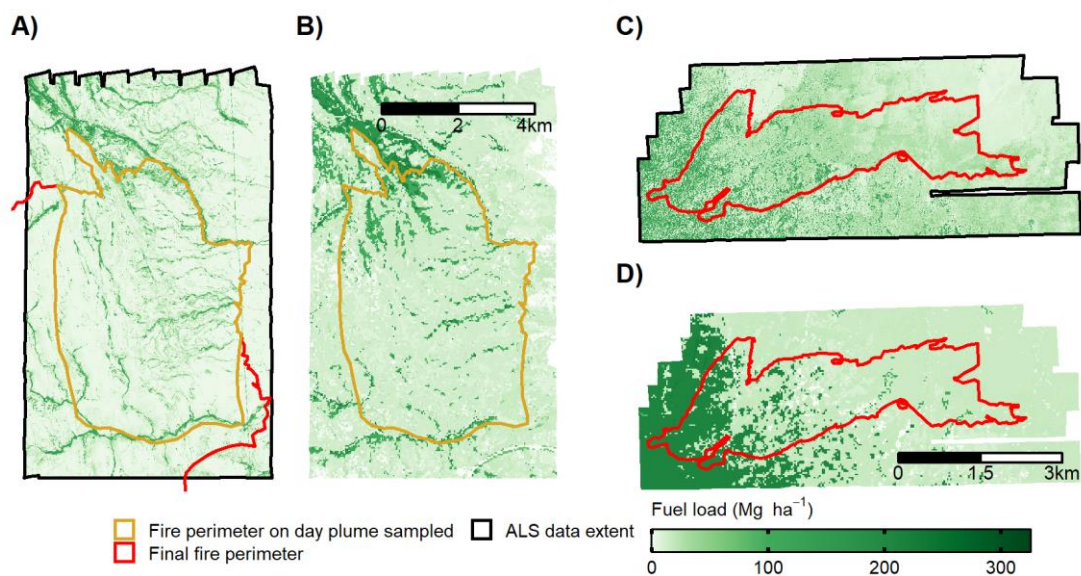 A)
B)
C)
0 2 4km
D)
0 1.5 3km
Fuel load (Mg ha⁻¹)
0 100 200 300
Fire perimeter on day plume sampled
ALS data extent
Final fire perimeter